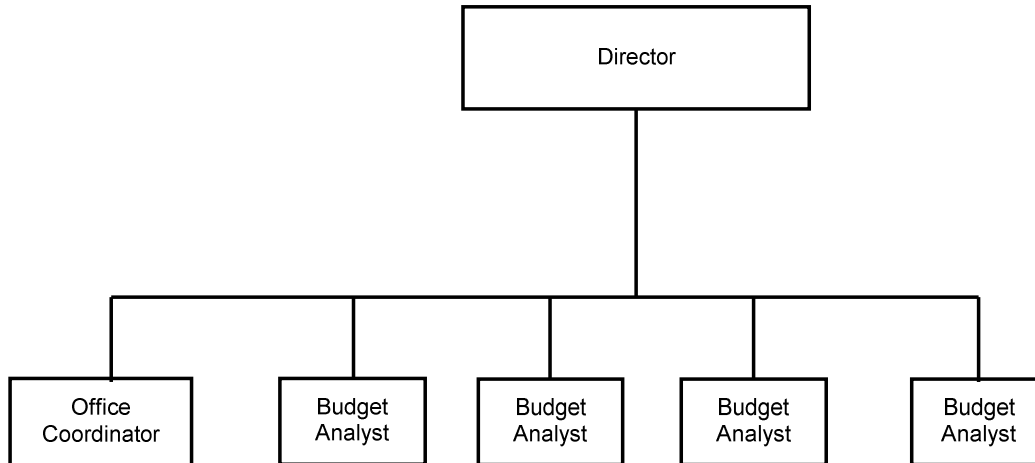 Director
Office
Coordinator
Budget
Analyst
Budget
Analyst
Budget
Analyst
Budget
Analyst